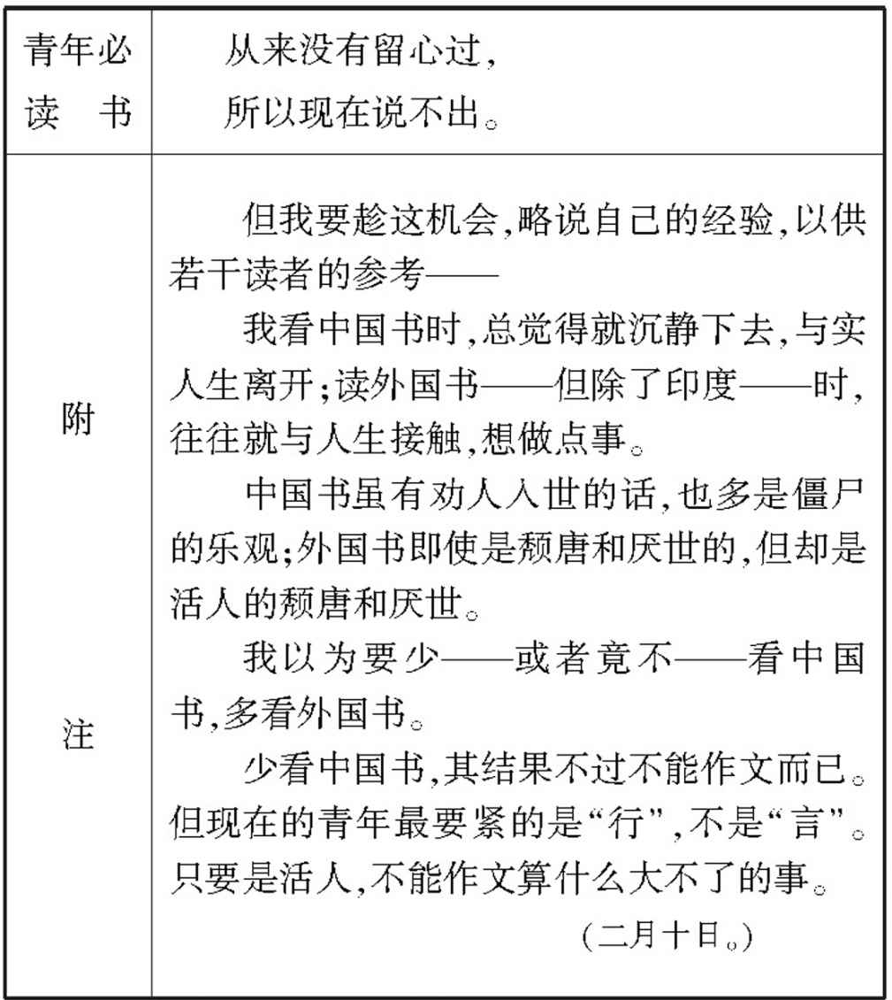 青年必
读 书
从来没有留心过，
所以现在说不出。
附
注
但我要趁这机会，略说自己的经验，以供
若干读者的参考——
我看中国书时，总觉得就沉静下去，与实
人生离开；读外国书——但除了印度——时，
往往就与人生接触，想做点事。
中国书虽有劝人入世的话，也多是僵尸
的乐观；外国书即使是颓唐和厌世的，但却是
活人的颓唐和厌世。
我以为要少——或者竟不——看中国
书，多看外国书。
少看中国书，其结果不过不能作文而已。
但现在的青年最要紧的是“行”，不是“言”。
只要是活人，不能作文算什么大不了的事。
（二月十日。）